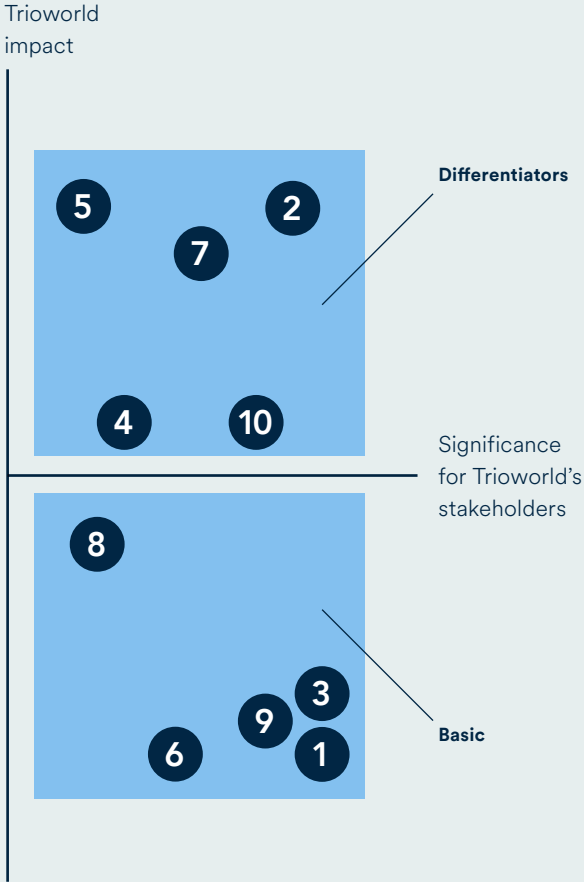 Trioworld
impact
Differentiators
5
2
7
4
10
Significance
for Trioworld's
stakeholders
8
3
9
6
1
Basic